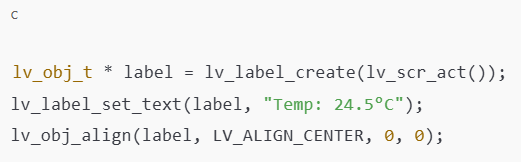 c
lv_obj_t * label = lv_label_create(lv_scr_act());
lv_label_set_text(label, "Temp: 24.5°C");
lv_obj_align(label, LV_ALIGN_CENTER, 0, 0);